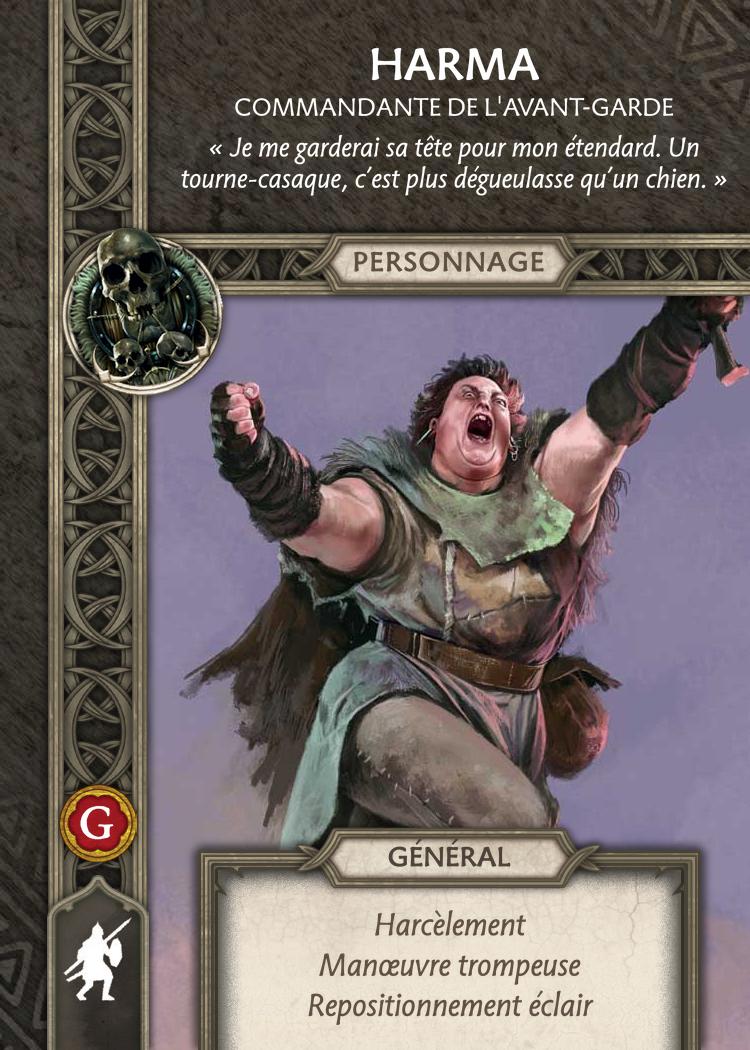 HARMA
COMMANDANTE DE L'AVANT-GARDE
« Je me garderai sa tête pour mon étendard. Un
tourne-casaque, c’est plus dégueulasse qu’un chien. »
PERSONNAGE
G
GÉNÉRAL
Harcèlement
Manœuvre trompeuse
Repositionnement éclair